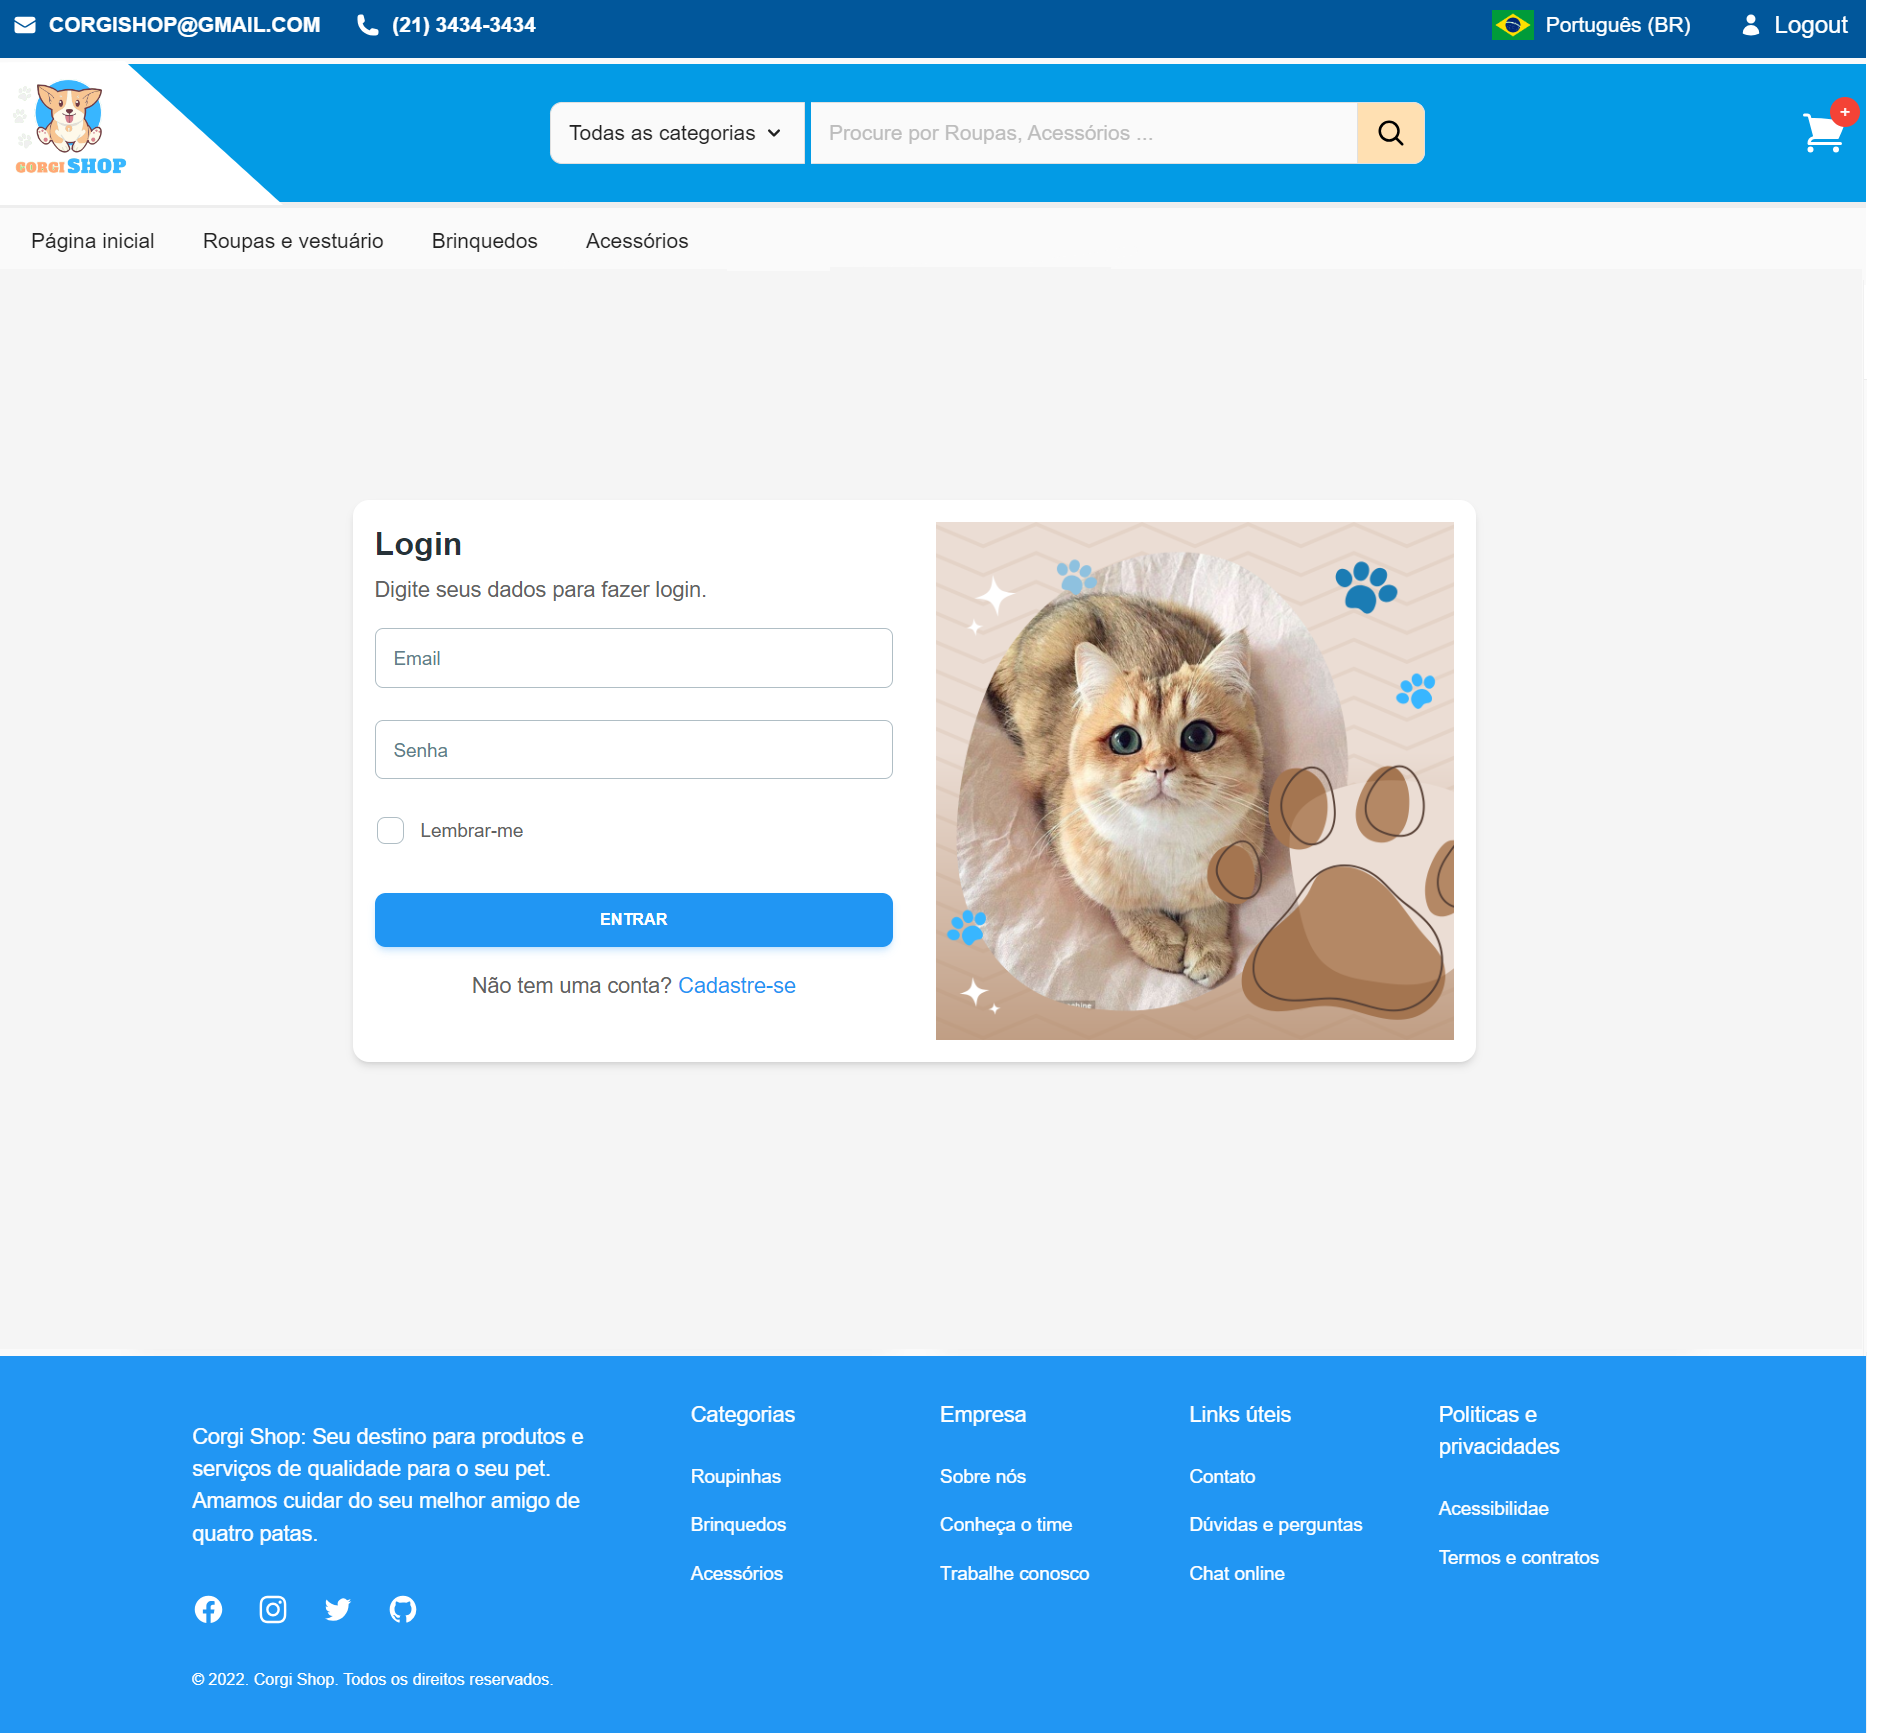 CORGISHOP@GMAIL.COM (21) 3434-3434 Português (BR) Logout
CORGI SHOP
Todas as categorias
Procure por Roupas, Acessórios ...
+
Página inicial Roupas e vestuário Brinquedos Acessórios
Login
Digite seus dados para fazer login.
Email
Senha
Lembrar-me
ENTRAR
Não tem uma conta? Cadastre-se
Corgi Shop: Seu destino para produtos e
serviços de qualidade para o seu pet.
Amamos cuidar do seu melhor amigo de
quatro patas.
© 2022. Corgi Shop. Todos os direitos reservados.
Categorias
Roupinhas
Brinquedos
Acessórios
Empresa
Sobre nós
Conheça o time
Trabalhe conosco
Links úteis
Contato
Dúvidas e perguntas
Chat online
Politicas e
privacidades
Acessibilidae
Termos e contratos